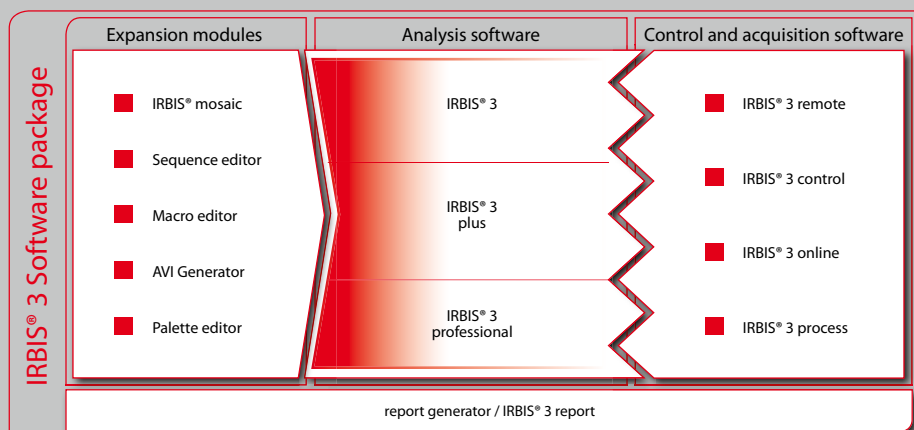 IRBIS® 3 Software package
Expansion modules
IRBIS® mosaic
Sequence editor
Macro editor
AVI Generator
Palette editor
Analysis software
IRBIS® 3
IRBIS® 3
plus
IRBIS® 3
professional
Control and acquisition software
IRBIS® 3 remote
IRBIS® 3 control
IRBIS® 3 online
IRBIS® 3 process
report generator / IRBIS® 3 report